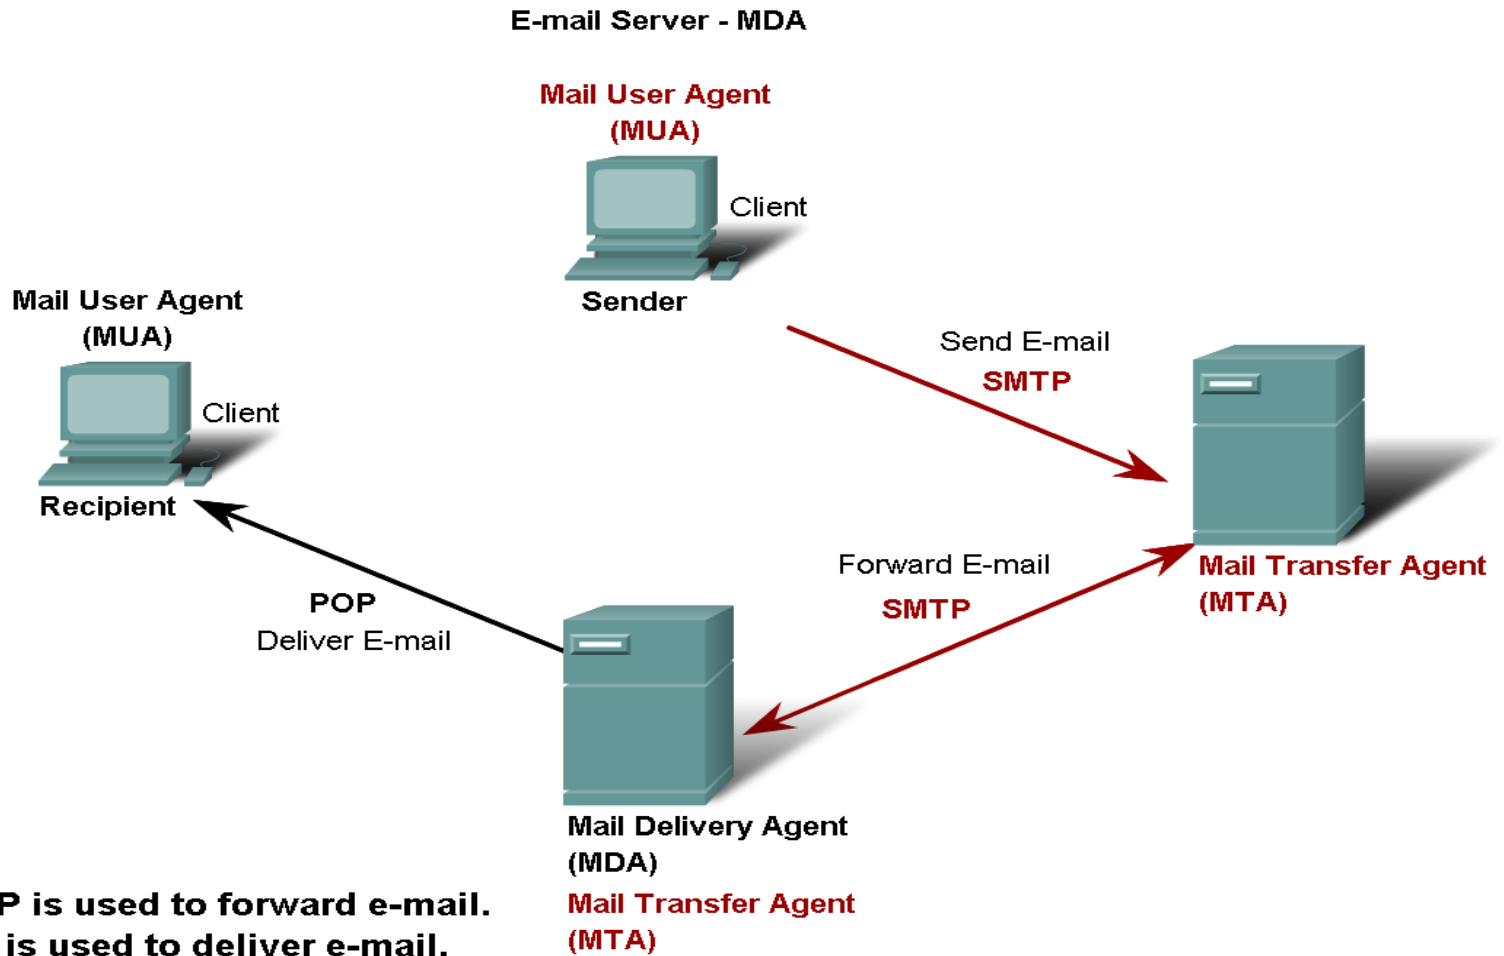 E-mail Server - MDA
Mail User Agent
(MUA)
Client
Sender
Mail User Agent
(MUA)
Client
Recipient
Send E-mail
SMTP
Mail Transfer Agent
(MTA)
Forward E-mail
SMTP
POP
Deliver E-mail
Mail Delivery Agent
(MDA)
Mail Transfer Agent
(MTA)
P is used to forward e-mail.
is used to deliver e-mail.